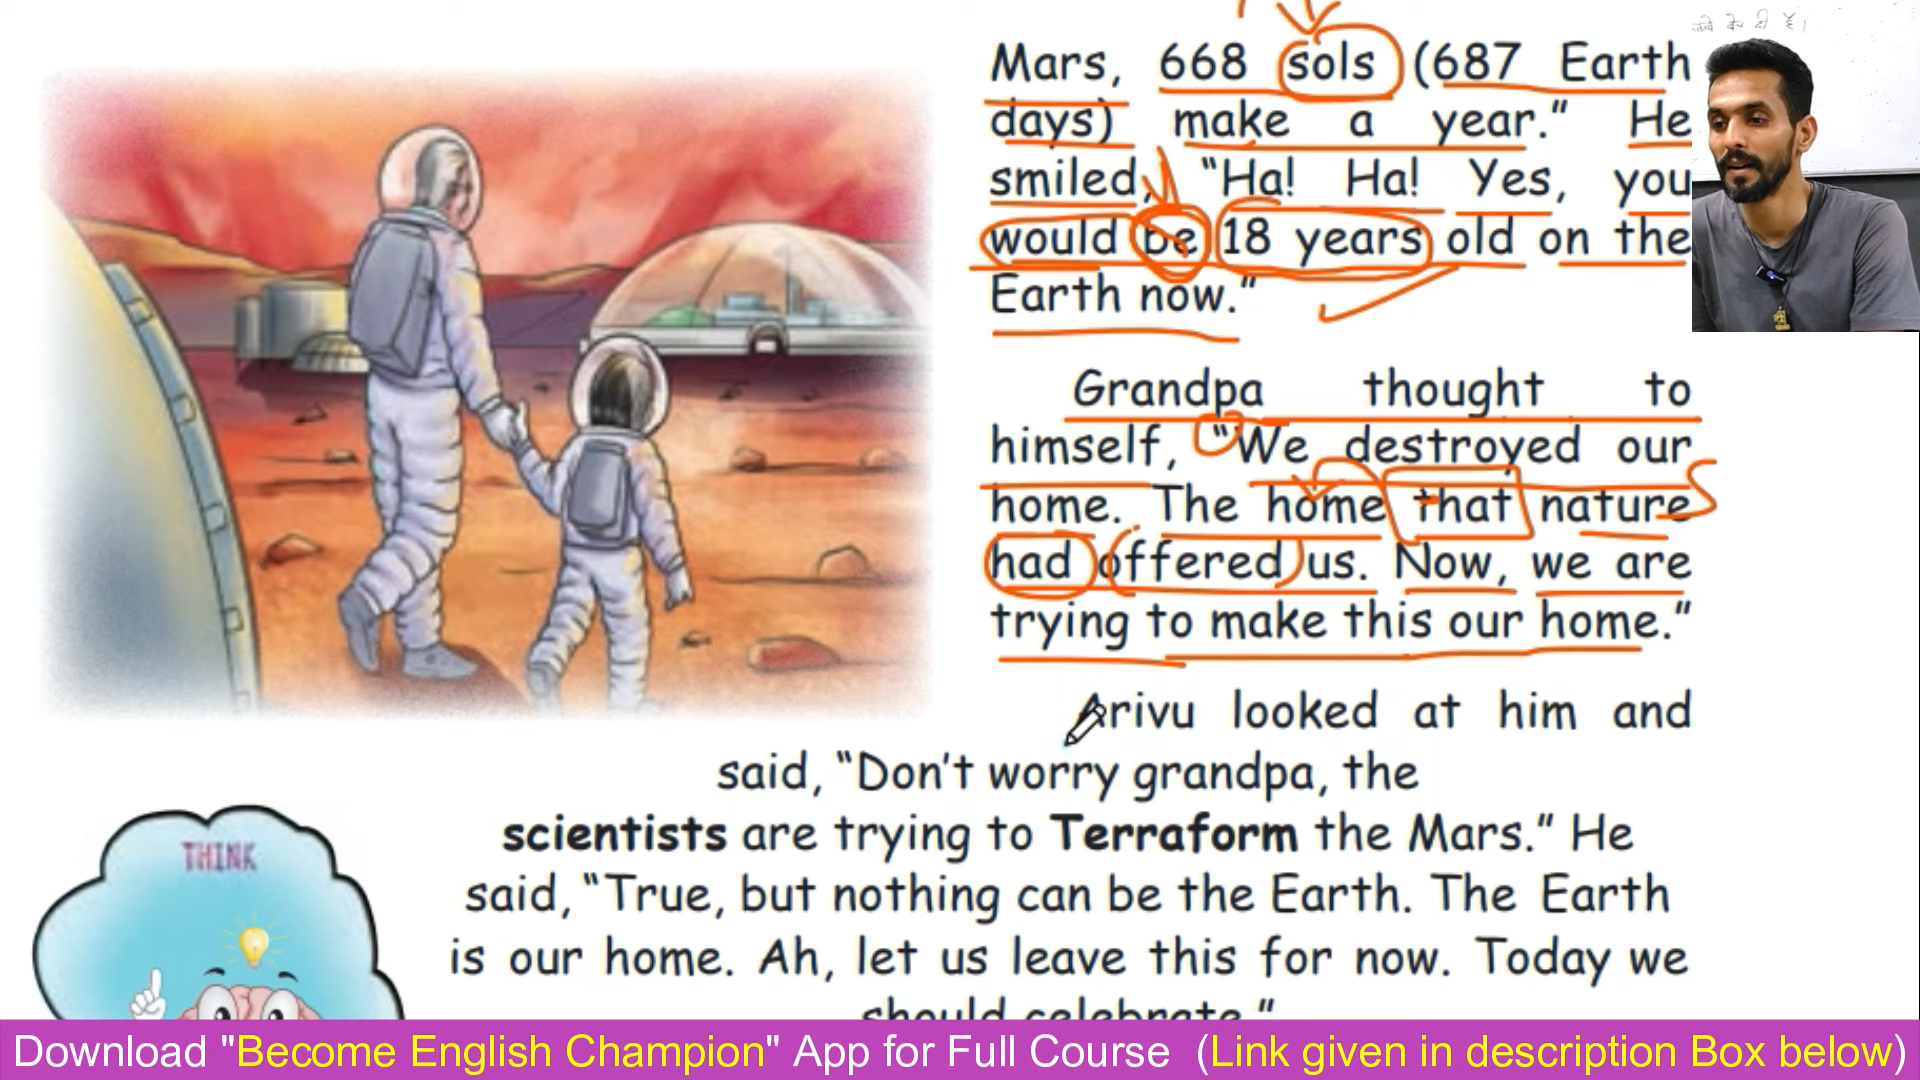 Mars, 668 sols (687 Earth
days) make a year.” He
smiled, “Ha! Ha! Yes, you
would be 18 years old on the
Earth now.”
Grandpa thought to
himself, “We destroyed our
home. The home that nature
had offered us. Now, we are
trying to make this our home.”
Arivu looked at him and
said, “Don’t worry grandpa, the
scientists are trying to Terraform the Mars.” He
said, “True, but nothing can be the Earth. The Earth
is our home. Ah, let us leave this for now. Today we
should celebrate.”
THINK
Download "Become English Champion" App for Full Course (Link given in description Box below)